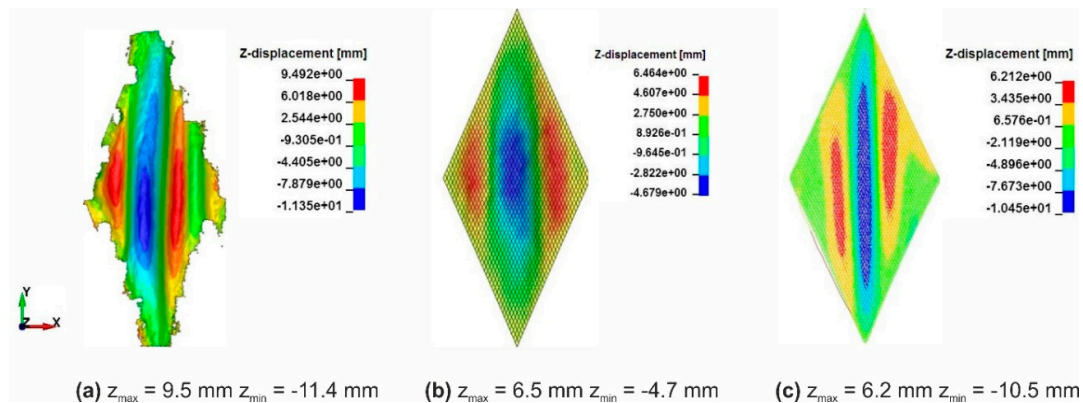 Z-displacement [mm]
9.492e+00
6.018e+00
2.544e+00
-9.305e-01
-4.405e+00
-7.879e+00
-1.135e+01
Z-displacement [mm]
6.464e+00
4.607e+00
2.750e+00
8.926e-01
-9.645e-01
-2.822e+00
-4.679e+00
Z-displacement [mm]
6.212e+00
3.435e+00
6.576e-01
-2.119e+00
-4.896e+00
-7.673e+00
-1.045e+01
Y
Z
X
(a) zmax = 9.5 mm zmin = -11.4 mm
(b) zmax = 6.5 mm zmin = -4.7 mm
(c) zmax = 6.2 mm zmin = -10.5 mm